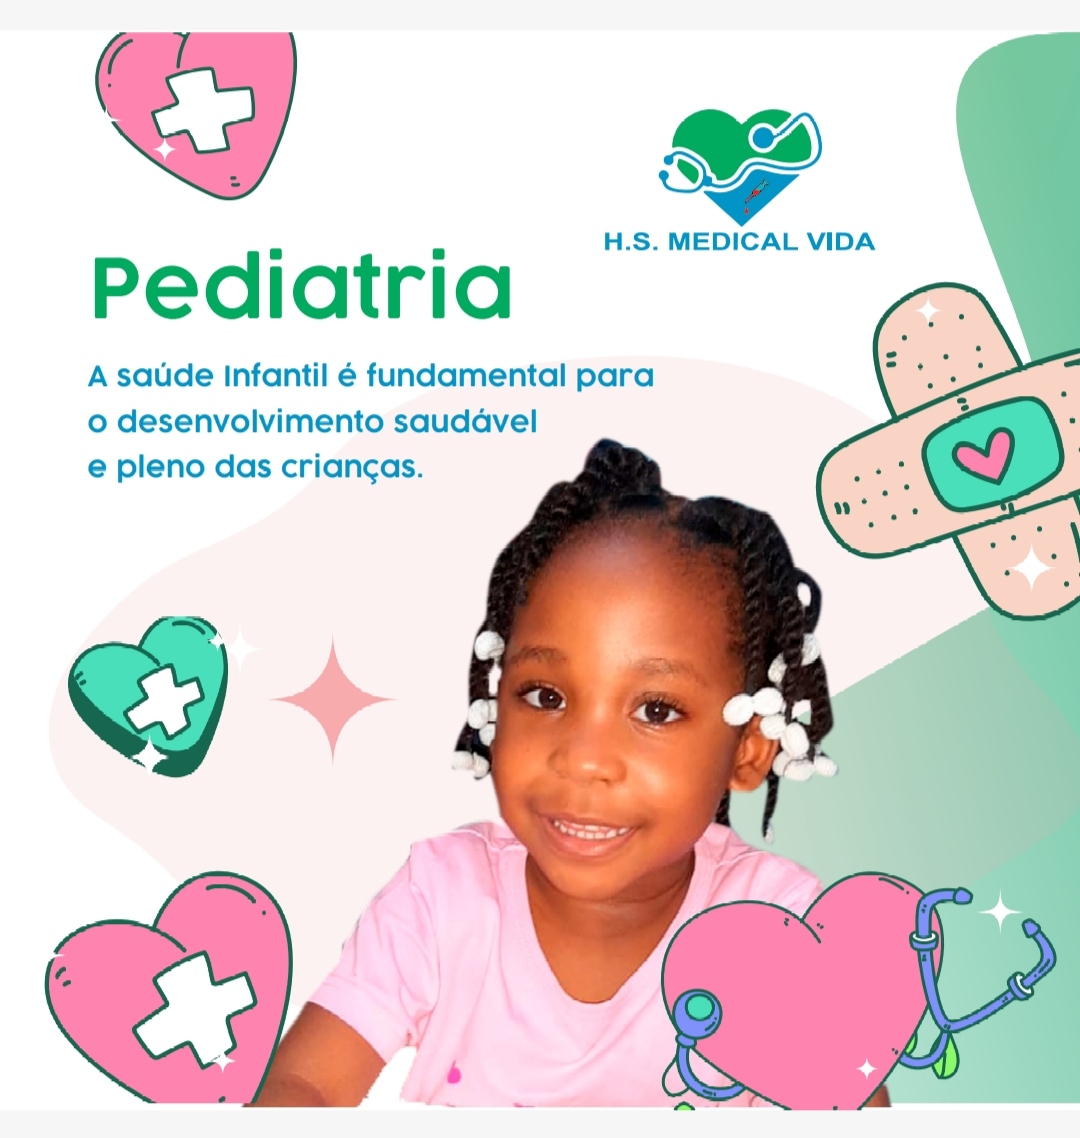 H.S. MEDICAL VIDA
Pediatria
A saúde Infantil é fundamental para
o desenvolvimento saudável
e pleno das crianças.